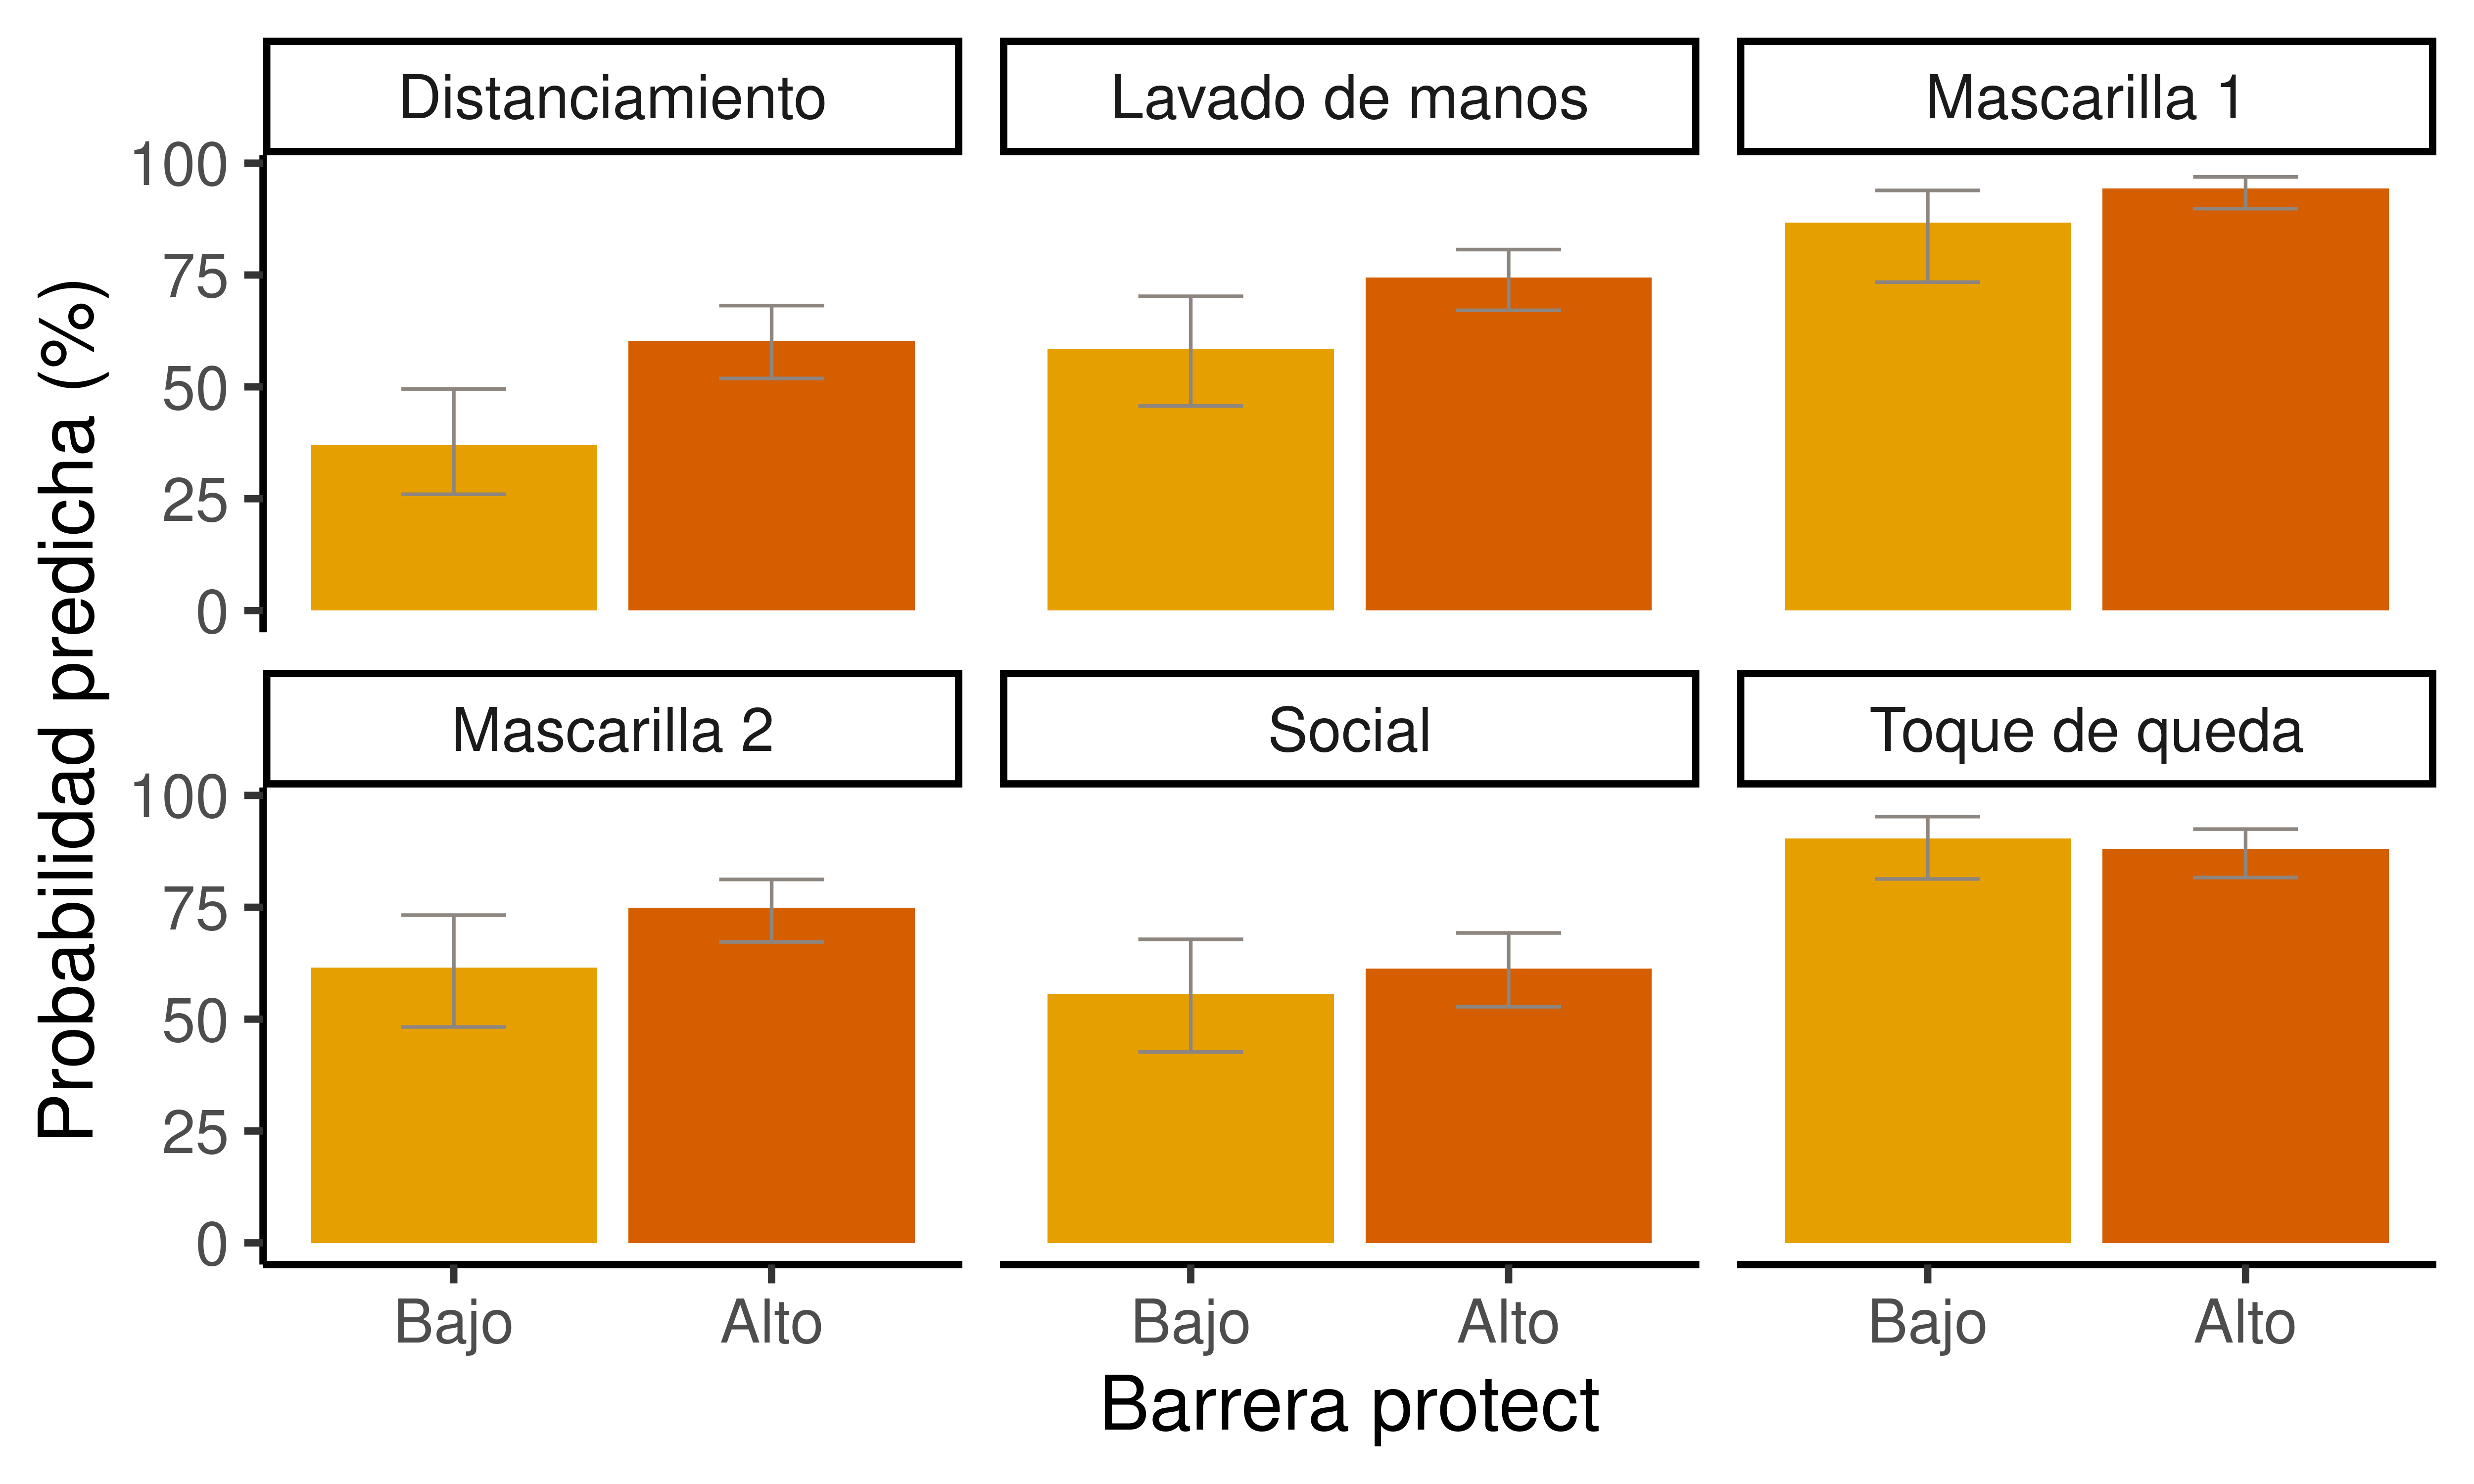 Distanciamiento
Lavado de manos
Mascarilla 1
100
75
50
25
0
Mascarilla 2
Social
Toque de queda
100
75
50
25
0
Bajo
Alto
Bajo
Alto
Bajo
Alto
Barrera protect
Probabilidad predicha (%)